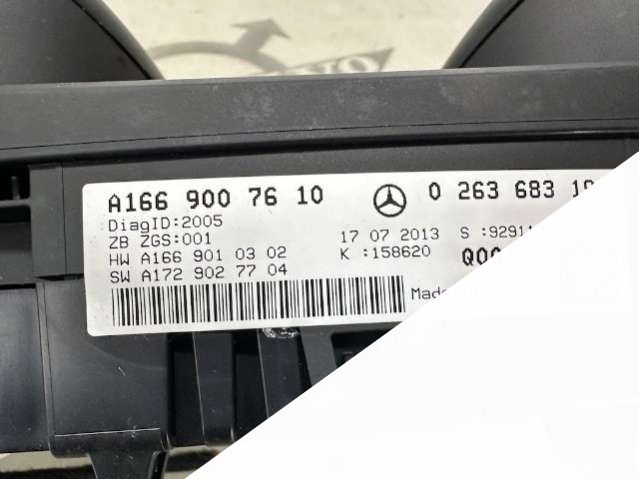 A166 900 76 10
0 263 683
DiagID:2005
ZB ZGS:001
17 07 2013
HW A166 901 03 02
K :158620
SW A172 902 77 04